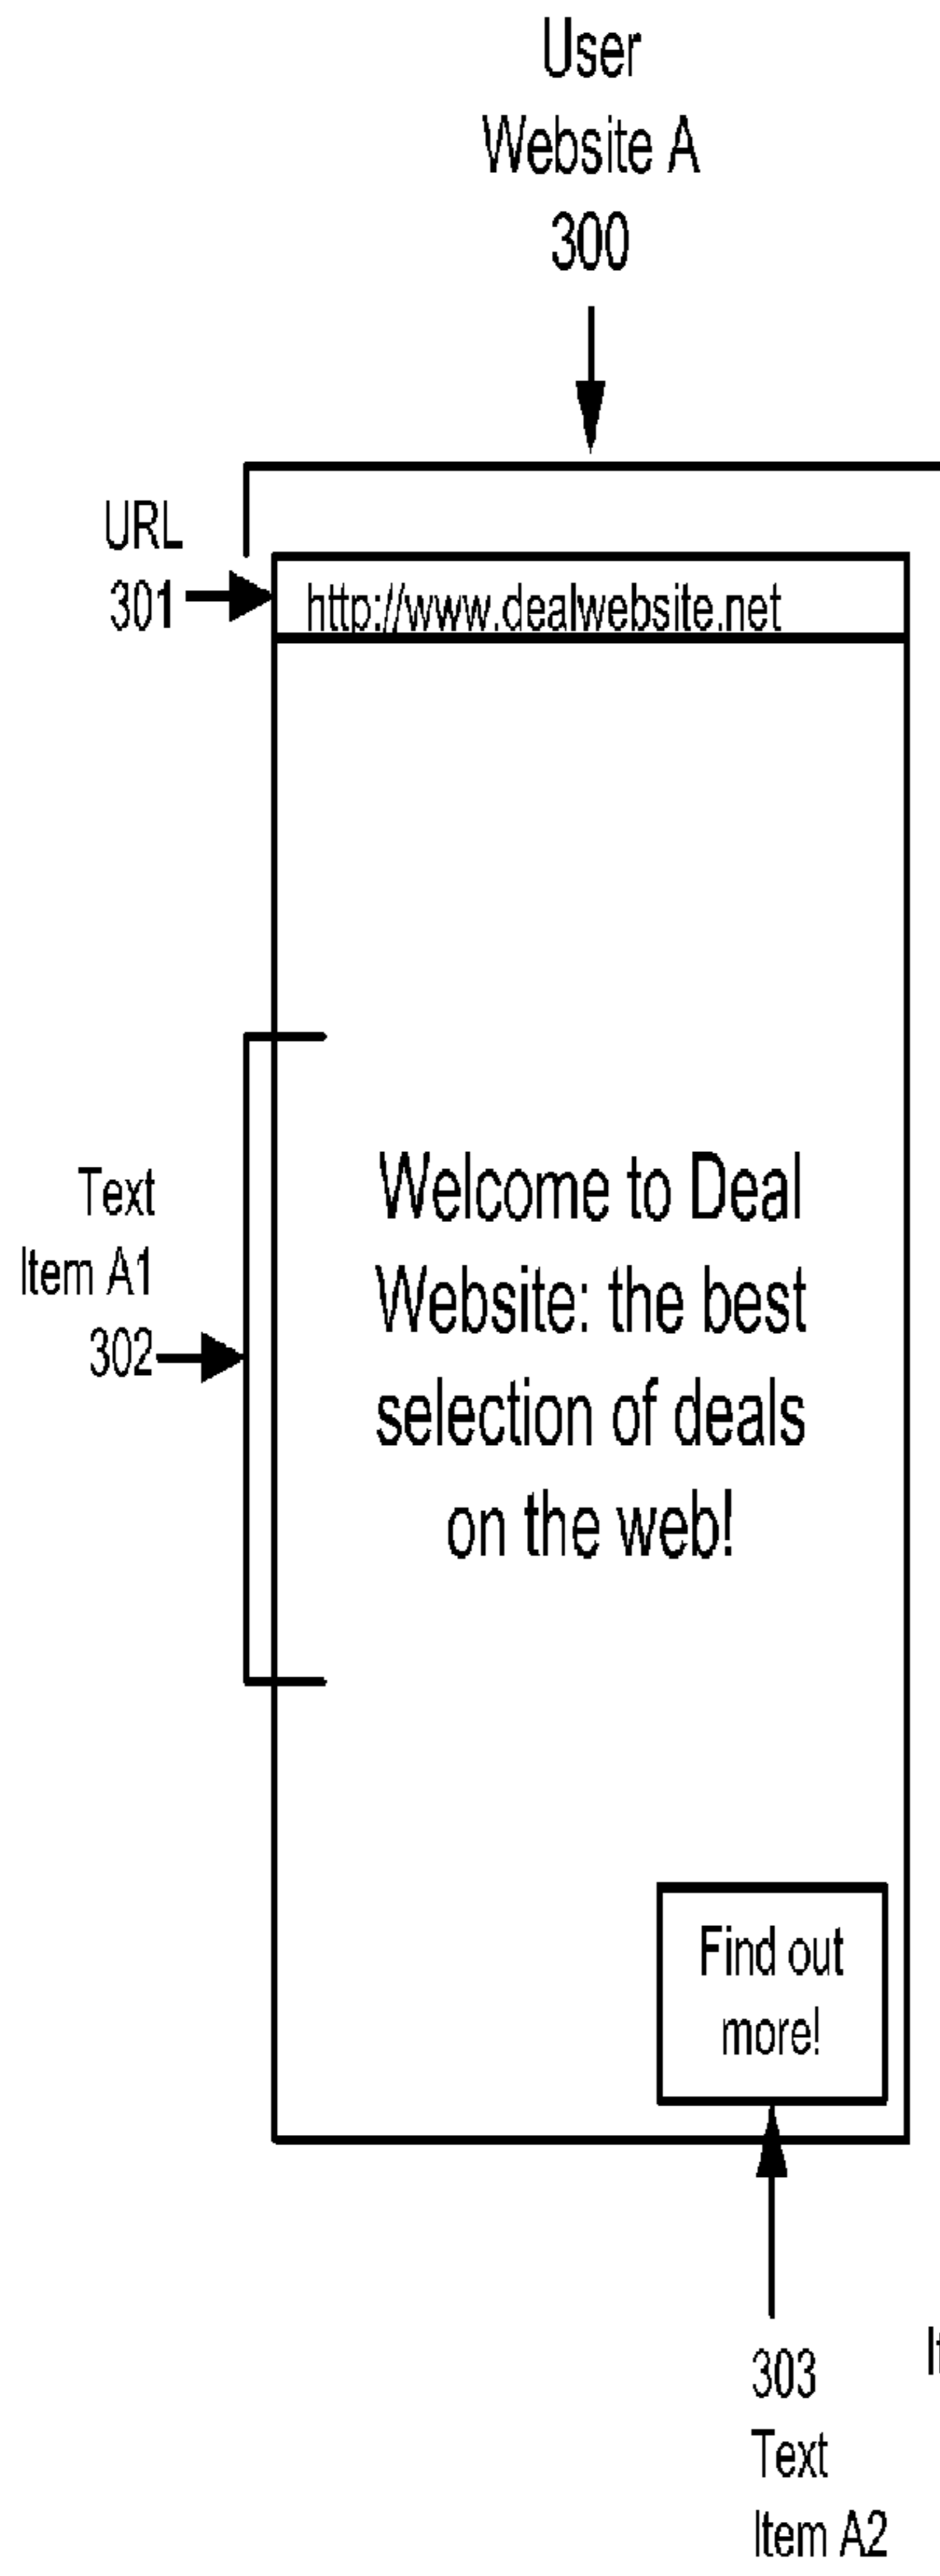 User
Website A
300
URL
301
http://www.dealwebsite.net
Text
Item A1
302
Welcome to Deal
Website: the best
selection of deals
on the web!
Find out
more!
303
Text
Item A2